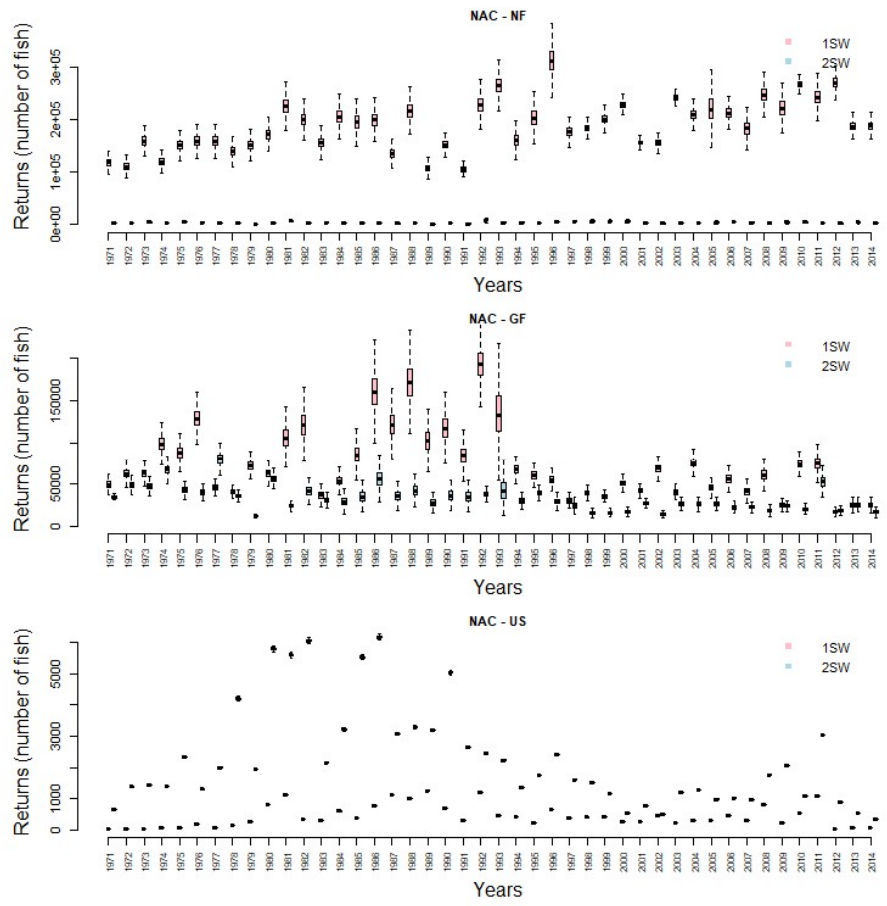 NAC - NF
1SW
2SW
Returns (number of fish)
0e+00 1e+05 2e+05 3e+05
1971 1972 1973 1974 1975 1976 1977 1978 1979 1980 1981 1982 1983 1984 1985 1986 1987 1988 1989 1990 1991 1992 1993 1994 1995 1996 1997 1998 1999 2000 2001 2002 2003 2004 2005 2006 2007 2008 2009 2010 2011 2012 2013 2014
Years
NAC - GF
1SW
2SW
Returns (number of fish)
0 50000 150000
1971 1972 1973 1974 1975 1976 1977 1978 1979 1980 1981 1982 1983 1984 1985 1986 1987 1988 1989 1990 1991 1992 1993 1994 1995 1996 1997 1998 1999 2000 2001 2002 2003 2004 2005 2006 2007 2008 2009 2010 2011 2012 2013 2014
Years
NAC - US
1SW
2SW
Returns (number of fish)
0 1000 3000 5000
1971 1972 1973 1974 1975 1976 1977 1978 1979 1980 1981 1982 1983 1984 1985 1986 1987 1988 1989 1990 1991 1992 1993 1994 1995 1996 1997 1998 1999 2000 2001 2002 2003 2004 2005 2006 2007 2008 2009 2010 2011 2012 2013 2014
Years